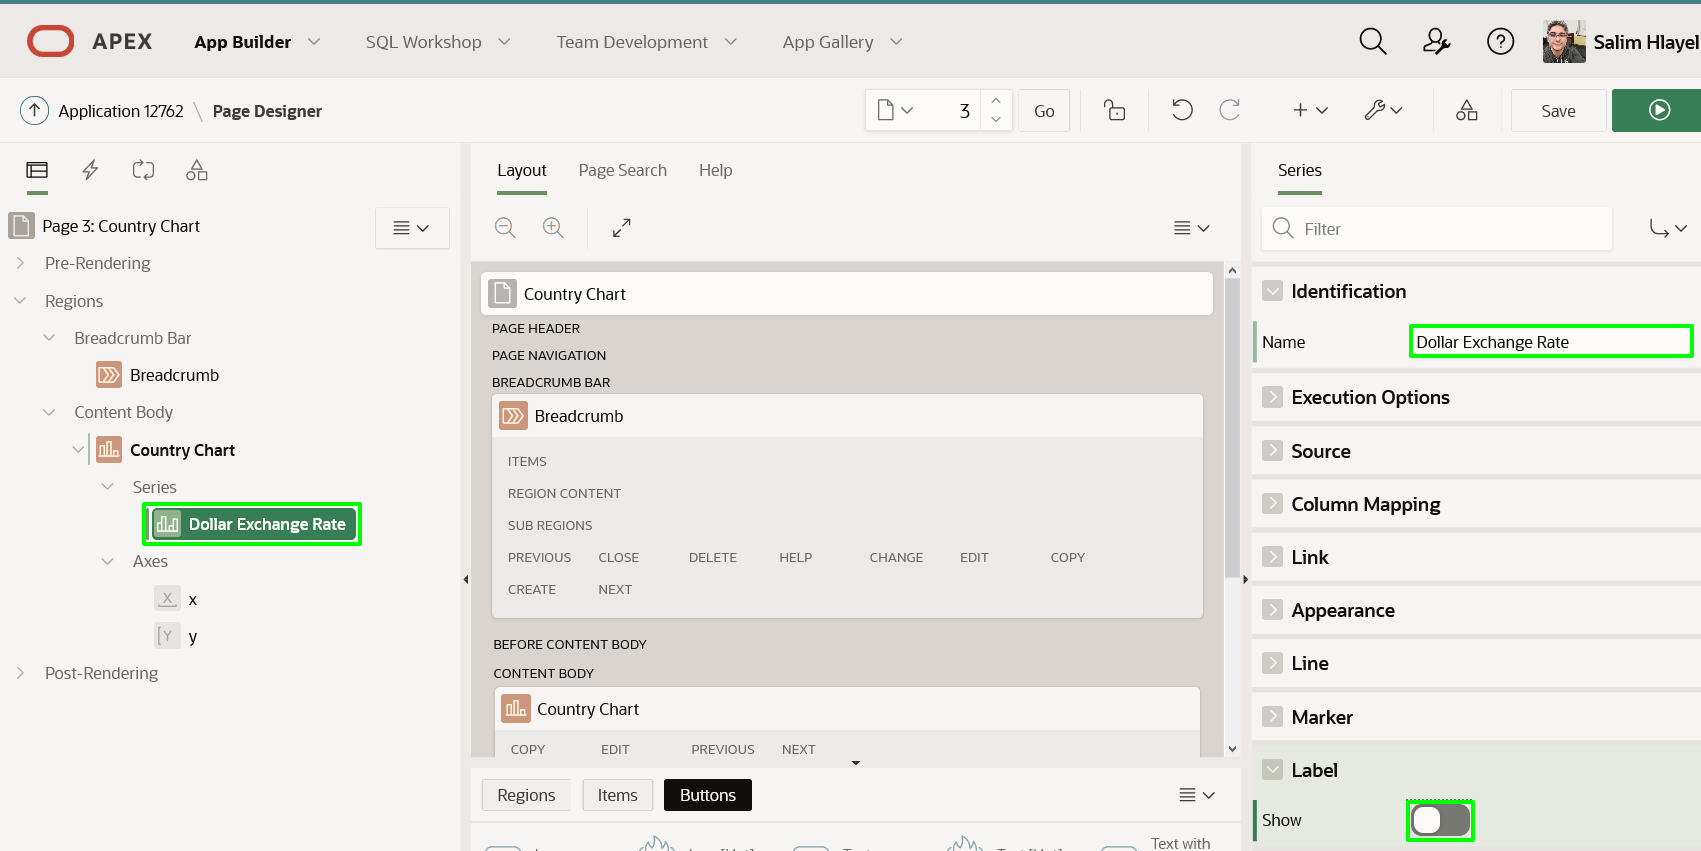 APEX App Builder SQL Workshop Team Development App Gallery Salim Hlayel
Application 12762 \ Page Designer 3 Go Save
Layout Page Search Help Series
Page 3: Country Chart
Filter
Pre-Rendering
Regions
Breadcrumb Bar
Breadcrumb
Content Body
Country Chart
Series
Dollar Exchange Rate
Axes
X x
Y y
Post-Rendering
Country Chart
PAGE HEADER
PAGE NAVIGATION
BREADCRUMB BAR
Breadcrumb
ITEMS
REGION CONTENT
SUB REGIONS
PREVIOUS CLOSE DELETE HELP CHANGE EDIT COPY
CREATE NEXT
BEFORE CONTENT BODY
CONTENT BODY
Country Chart
COPY EDIT PREVIOUS NEXT
Regions Items Buttons
Text with
Identification
Name Dollar Exchange Rate
Execution Options
Source
Column Mapping
Link
Appearance
Line
Marker
Label
Show